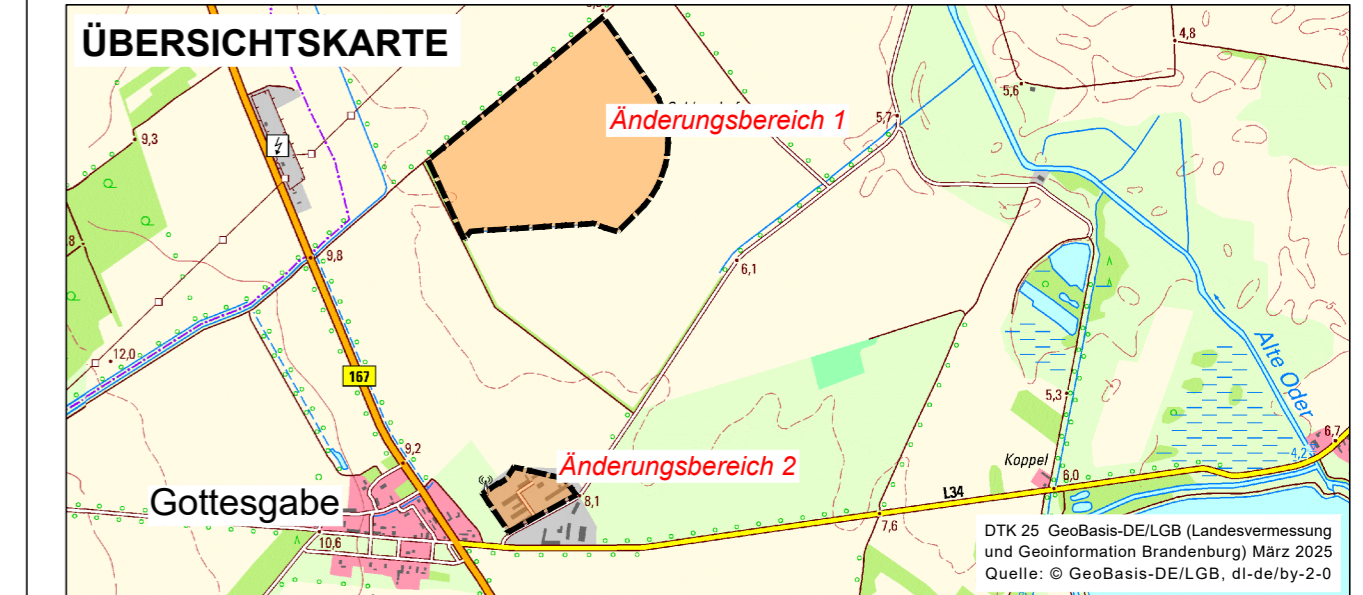 ÜBERSICHTSKARTE
4,8
5,6
Änderungsbereich 1
5,7
9,3
9,8
6,1
12,0
167
5,3
Alte Oder
9,2
6,7
4,2
Änderungsbereich 2
Koppel
6,0
Gottesgabe
8,1
L34
7,6
10,6
DTK 25 GeoBasis-DE/LGB (Landesvermessung
und Geoinformation Brandenburg) März 2025
Quelle: © GeoBasis-DE/LGB, dl-de/by-2-0